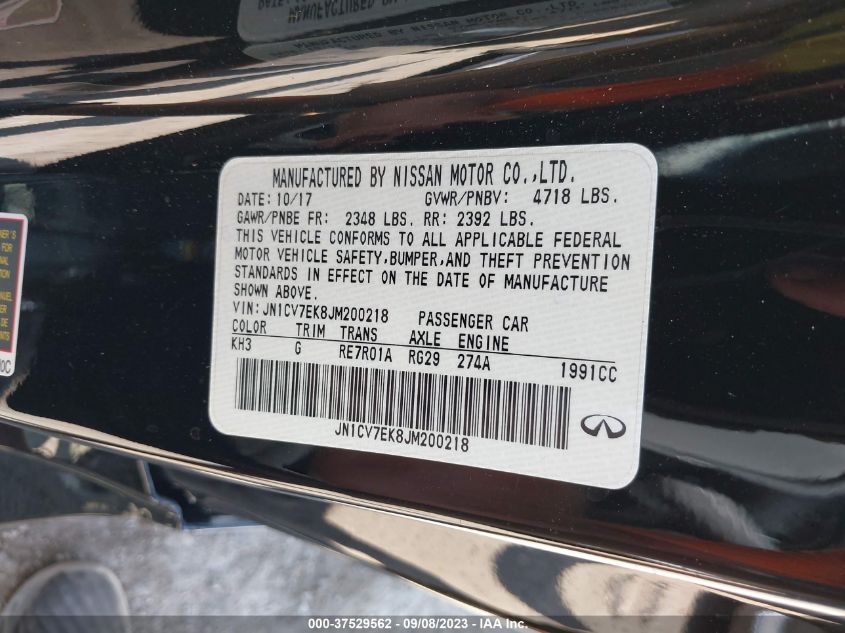 MANUFACTURED BY NISSAN MOTOR CO.,LTD.
DATE: 10/17 GVWR/PNBV: 4718 LBS.
GAWR/PNBE FR: 2348 LBS. RR: 2392 LBS.
THIS VEHICLE CONFORMS TO ALL APPLICABLE FEDERAL
MOTOR VEHICLE SAFETY,BUMPER,AND THEFT PREVENTION
STANDARDS IN EFFECT ON THE DATE OF MANUFACTURE
SHOWN ABOVE.
VIN:JN1CV7EK8JM200218 PASSENGER CAR
COLOR TRIM TRANS AXLE ENGINE
KH3 G RE7R01A RG29 274A 1991CC
JN1CV7EK8JM200218
000-37529562 - 09/08/2023 - IAA Inc.